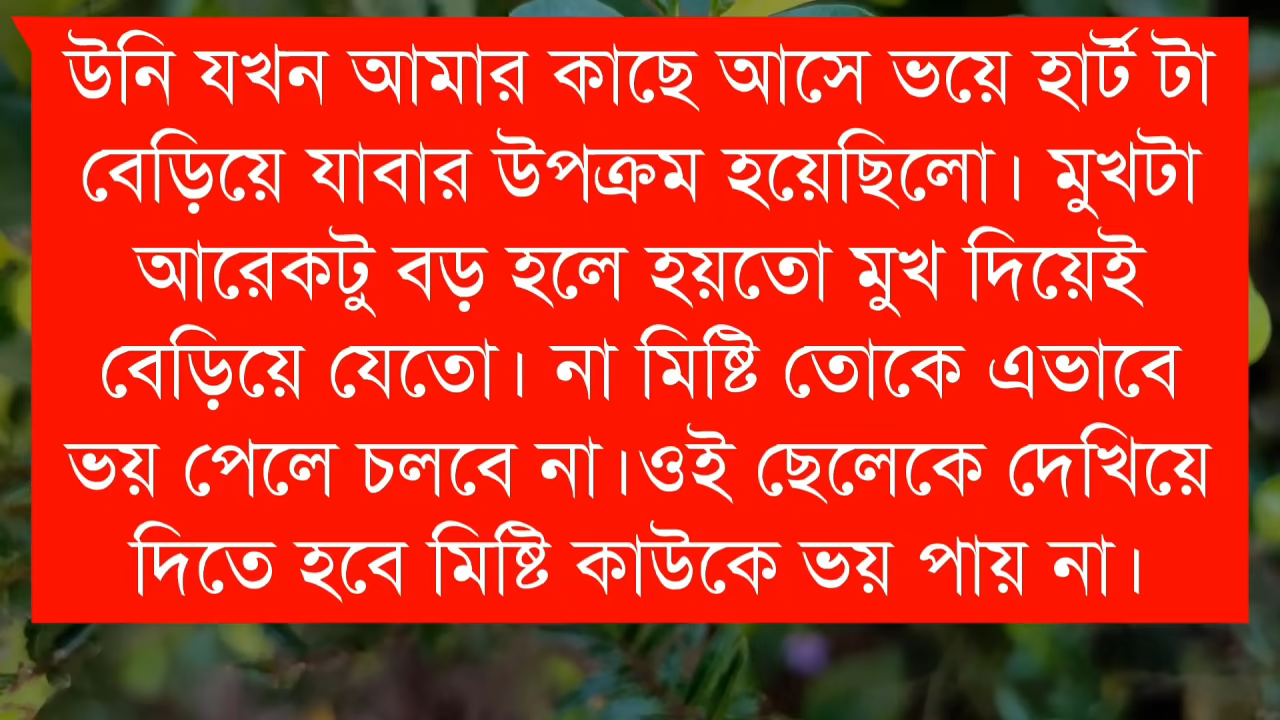 উনি যখন আমার কাছে আসে ভয়ে হার্ট টা
বেড়িয়ে যাবার উপক্রম হয়েছিলো। মুখটা
আরেকটু বড় হলে হয়তো মুখ দিয়েই
বেড়িয়ে যেতো। না মিষ্টি তোকে এভাবে
ভয় পেলে চলবে না।ওই ছেলেকে দেখিয়ে
দিতে হবে মিষ্টি কাউকে ভয় পায় না।